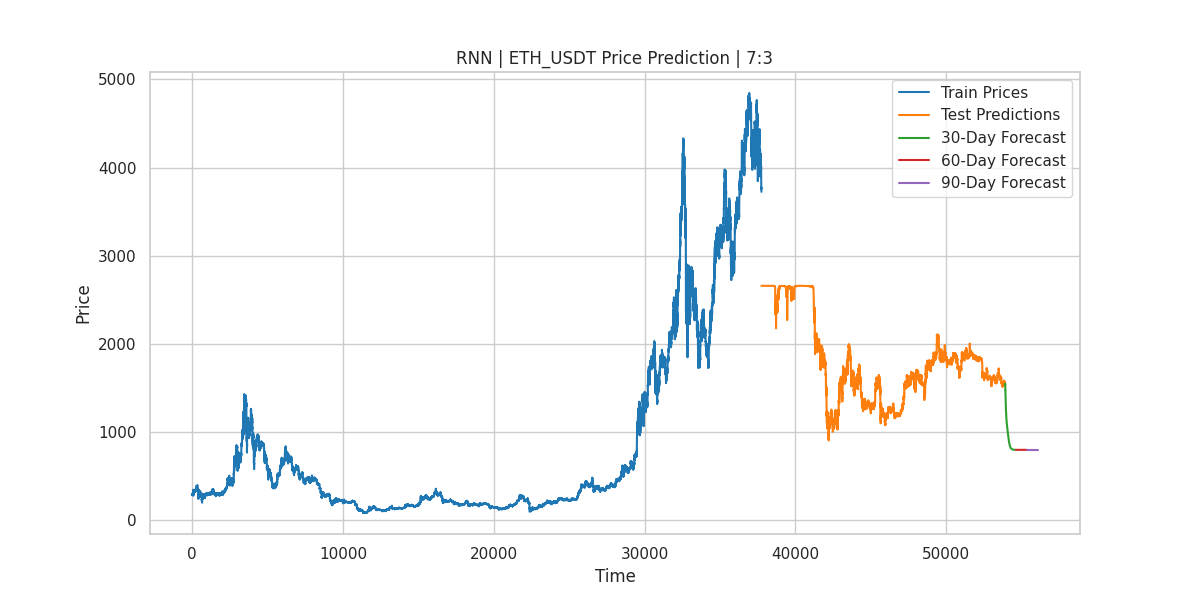 RNN | ETH_USDT Price Prediction | 7:3
5000
4000
3000
2000
1000
0
Price
0 10000 20000 30000 40000 50000
Time
Train Prices
Test Predictions
30-Day Forecast
60-Day Forecast
90-Day Forecast